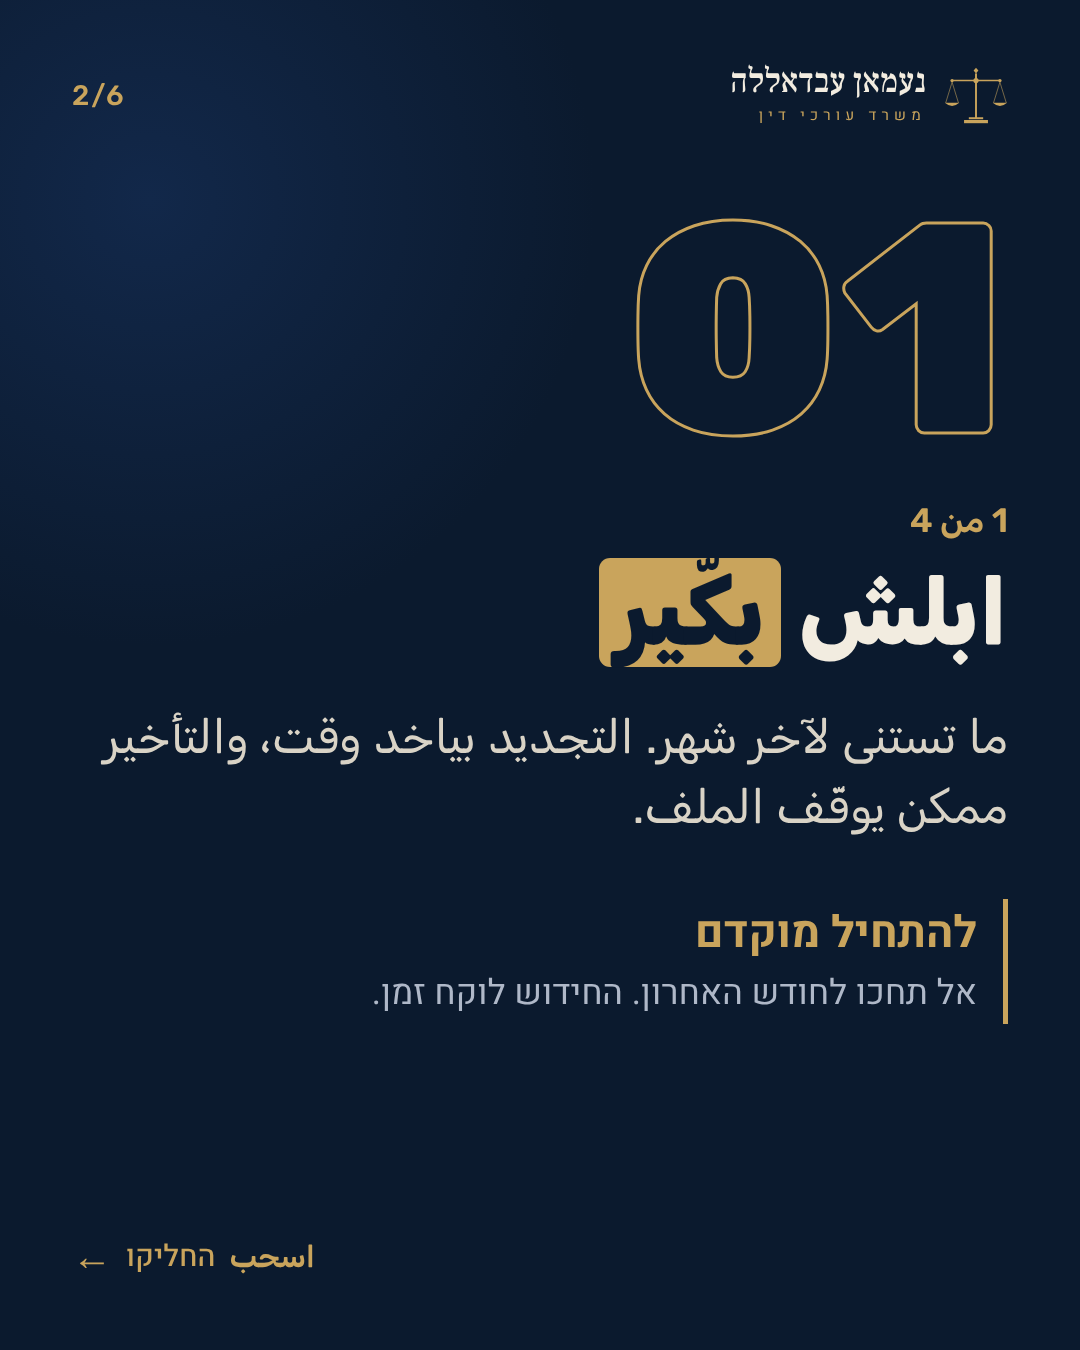 נעמאן עבדאללה
משרד עורכי דין
2/6
01
1 من 4
ابلش بكّير
ما تستنى لآخر شهر. التجديد بياخد وقت، والتأخير
ممكن يوقّف الملف.
להתחיל מוקדם
אל תחכו לחודש האחרון. החידוש לוקח זמן.
اسحب החליקו ←